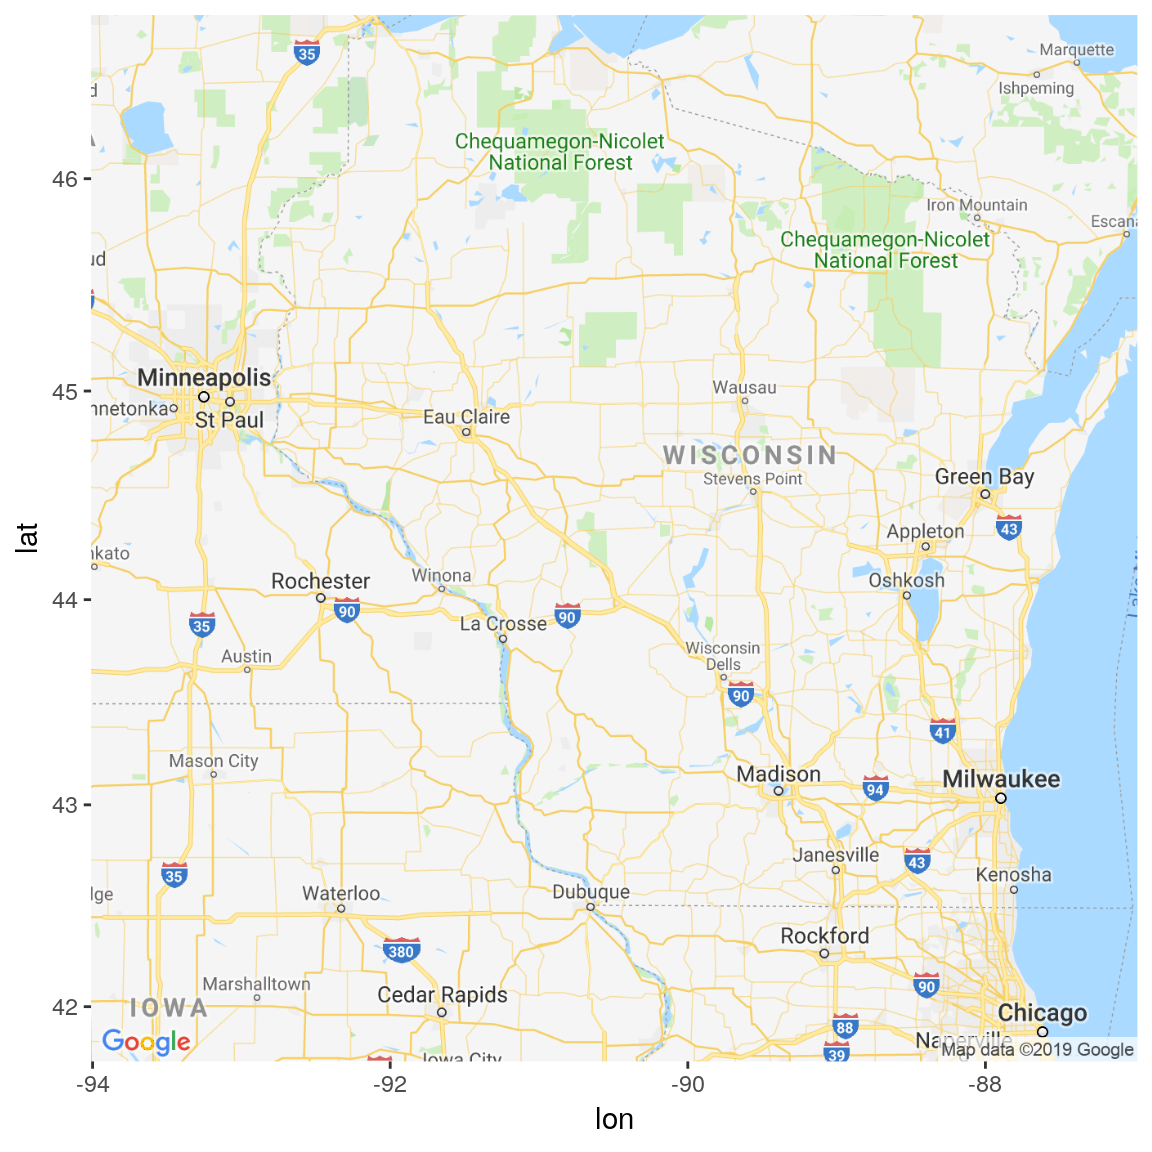 35
Marquette
Ishpeming
d
Chequamegon-Nicolet
National Forest
46
Iron Mountain
Escana
Chequamegon-Nicolet
National Forest
ud
Minneapolis
45
Wausau
nnetonka
St Paul
Eau Claire
WISCONSIN
Stevens Point
Green Bay
43
Appleton
nkato
Rochester
Winona
Oshkosh
44
90
90
35
La Crosse
Austin
Wisconsin
Dells
90
41
Mason City
Madison
Milwaukee
94
43
Janesville
43
35
Kenosha
dge
Waterloo
Dubuque
Rockford
380
Marshalltown
Cedar Rapids
90
42
IOWA
Chicago
88
Google
Naperville
Map data ©2019 Google
39
Iowa City
-94
-92
-90
-88
lon
lat